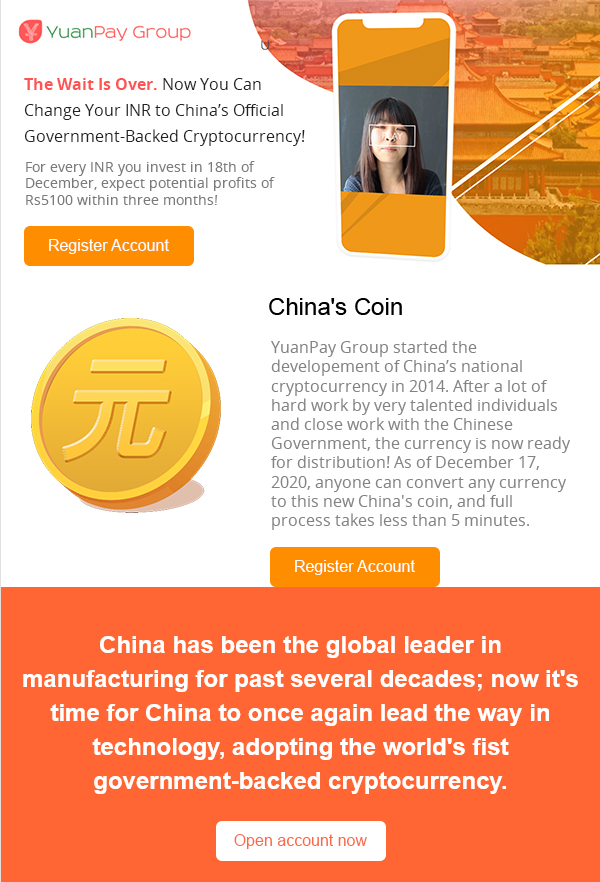 YuanPay Group
U
The Wait Is Over. Now You Can
Change Your INR to China’s Official
Government-Backed Cryptocurrency!
For every INR you invest in 18th of
December, expect potential profits of
Rs5100 within three months!
Register Account
China's Coin
YuanPay Group started the
developement of China’s national
cryptocurrency in 2014. After a lot of
hard work by very talented individuals
and close work with the Chinese
Government, the currency is now ready
for distribution! As of December 17,
2020, anyone can convert any currency
to this new China's coin, and full
process takes less than 5 minutes.
元
Register Account
China has been the global leader in
manufacturing for past several decades; now it's
time for China to once again lead the way in
technology, adopting the world's fist
government-backed cryptocurrency.
Open account now